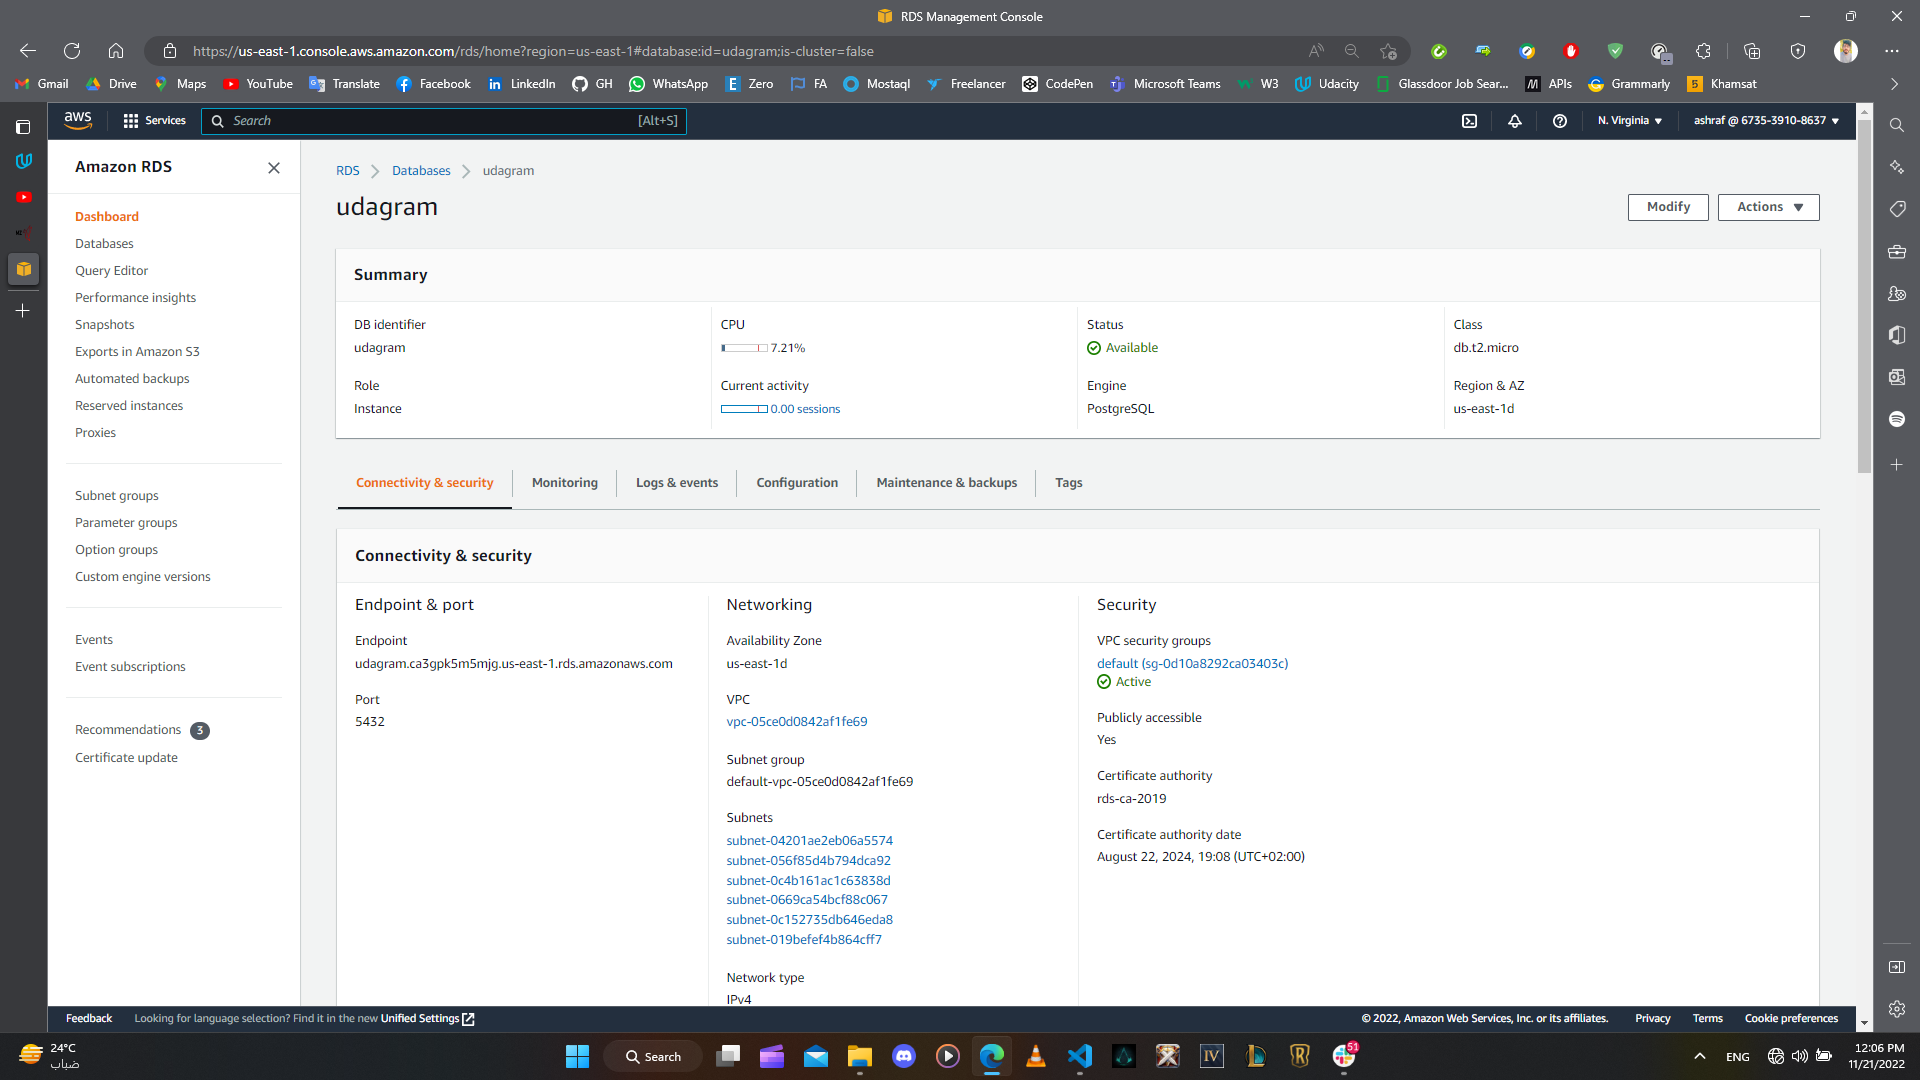 RDS Management Console
https://us-east-1.console.aws.amazon.com/rds/home?region=us-east-1#database:id=udagram;is-cluster=false
Gmail Drive Maps YouTube Translate Facebook LinkedIn GH WhatsApp Zero FA Mostaql Freelancer CodePen Microsoft Teams W3 Udacity Glassdoor Job Sear... APIs Grammarly Khamsat
aws Services Search [Alt+S] N. Virginia ashraf @ 6735-3910-8637
Amazon RDS
Dashboard
Databases
Query Editor
Performance insights
Snapshots
Exports in Amazon S3
Automated backups
Reserved instances
Proxies
Subnet groups
Parameter groups
Option groups
Custom engine versions
Events
Event subscriptions
Recommendations 3
Certificate update
RDS Databases udagram
udagram
Modify Actions
Summary
DB identifier
udagram
CPU
7.21%
Status
Available
Class
db.t2.micro
Role
Instance
Current activity
0.00 sessions
Engine
PostgreSQL
Region & AZ
us-east-1d
Connectivity & security Monitoring Logs & events Configuration Maintenance & backups Tags
Connectivity & security
Endpoint & port
Endpoint
udagram.ca3gpk5m5mjg.us-east-1.rds.amazonaws.com
Port
5432
Networking
Availability Zone
us-east-1d
VPC
vpc-05ce0d0842af1fe69
Subnet group
default-vpc-05ce0d0842af1fe69
Subnets
subnet-04201ae2eb06a5574
subnet-056f85d4b794dca92
subnet-0c4b161ac1c63838d
subnet-0669ca54bcf88c067
subnet-0c152735db646eda8
subnet-019befef4b864cff7
Network type
IPv4
Security
VPC security groups
default (sg-0d10a8292ca03403c)
Active
Publicly accessible
Yes
Certificate authority
rds-ca-2019
Certificate authority date
August 22, 2024, 19:08 (UTC+02:00)
Feedback Looking for language selection? Find it in the new Unified Settings © 2022, Amazon Web Services, Inc. or its affiliates. Privacy Terms Cookie preferences
24°C
ضباب
Search
51
ENG
12:06 PM
11/21/2022